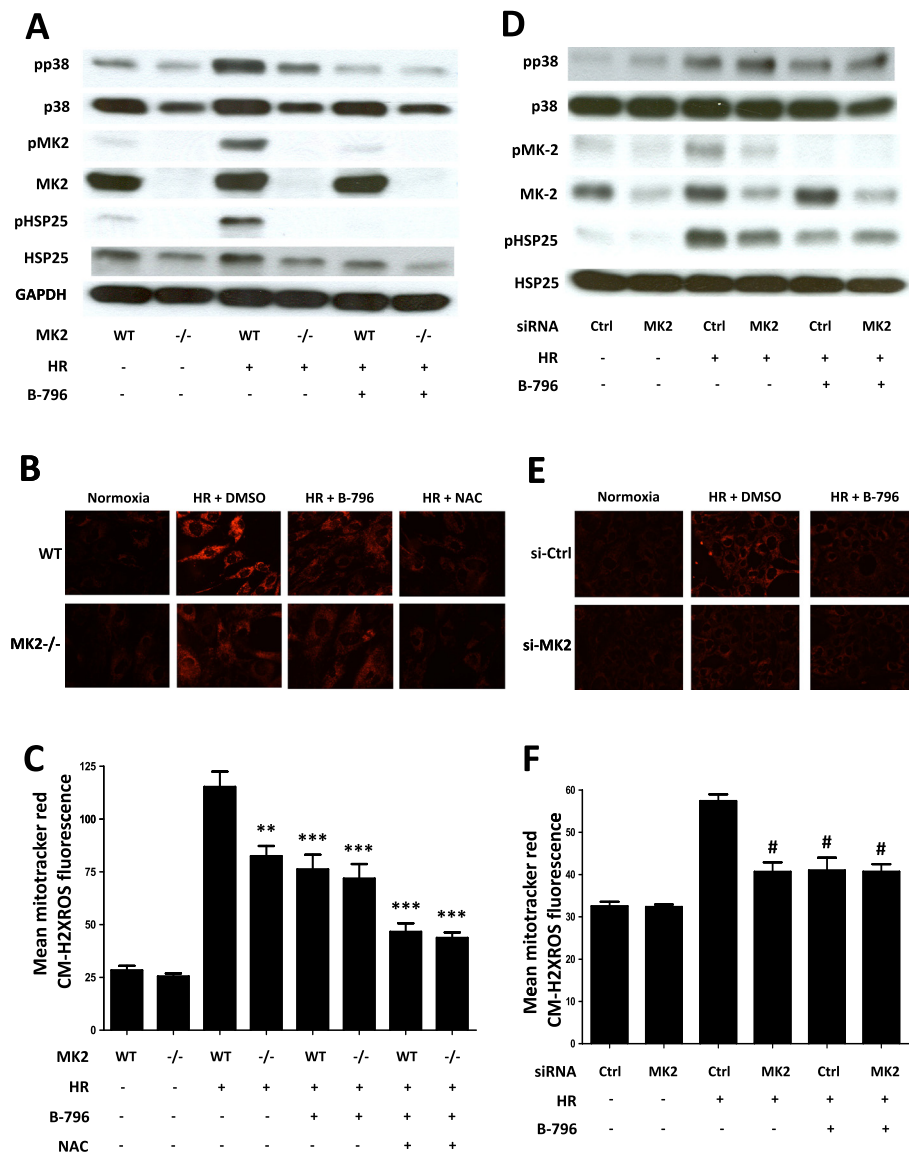 A
pp38
p38
pMK2
MK2
pHSP25
HSP25
GAPDH
MK2 WT -/- WT -/- WT -/-
HR - - + + + +
B-796 - - - - + +
D
pp38
p38
pMK-2
MK-2
pHSP25
HSP25
siRNA Ctrl MK2 Ctrl MK2 Ctrl MK2
HR - - + + + +
B-796 - - - - + +
B
Normoxia HR + DMSO HR + B-796 HR + NAC
WT
MK2-/-
E
Normoxia HR + DMSO HR + B-796
si-Ctrl
si-MK2
C
Mean mitotracker red
CM-H2XROS fluorescence
125
100
75
50
25
0
** *** *** *** ***
MK2 WT -/- WT -/- WT -/- WT -/-
HR - - + + + + + +
B-796 - - - - + + + +
NAC - - - - - - + +
F
Mean mitotracker red
CM-H2XROS fluorescence
60
50
40
30
20
10
0
# # #
siRNA Ctrl MK2 Ctrl MK2 Ctrl MK2
HR - - + + + +
B-796 - - - - + +